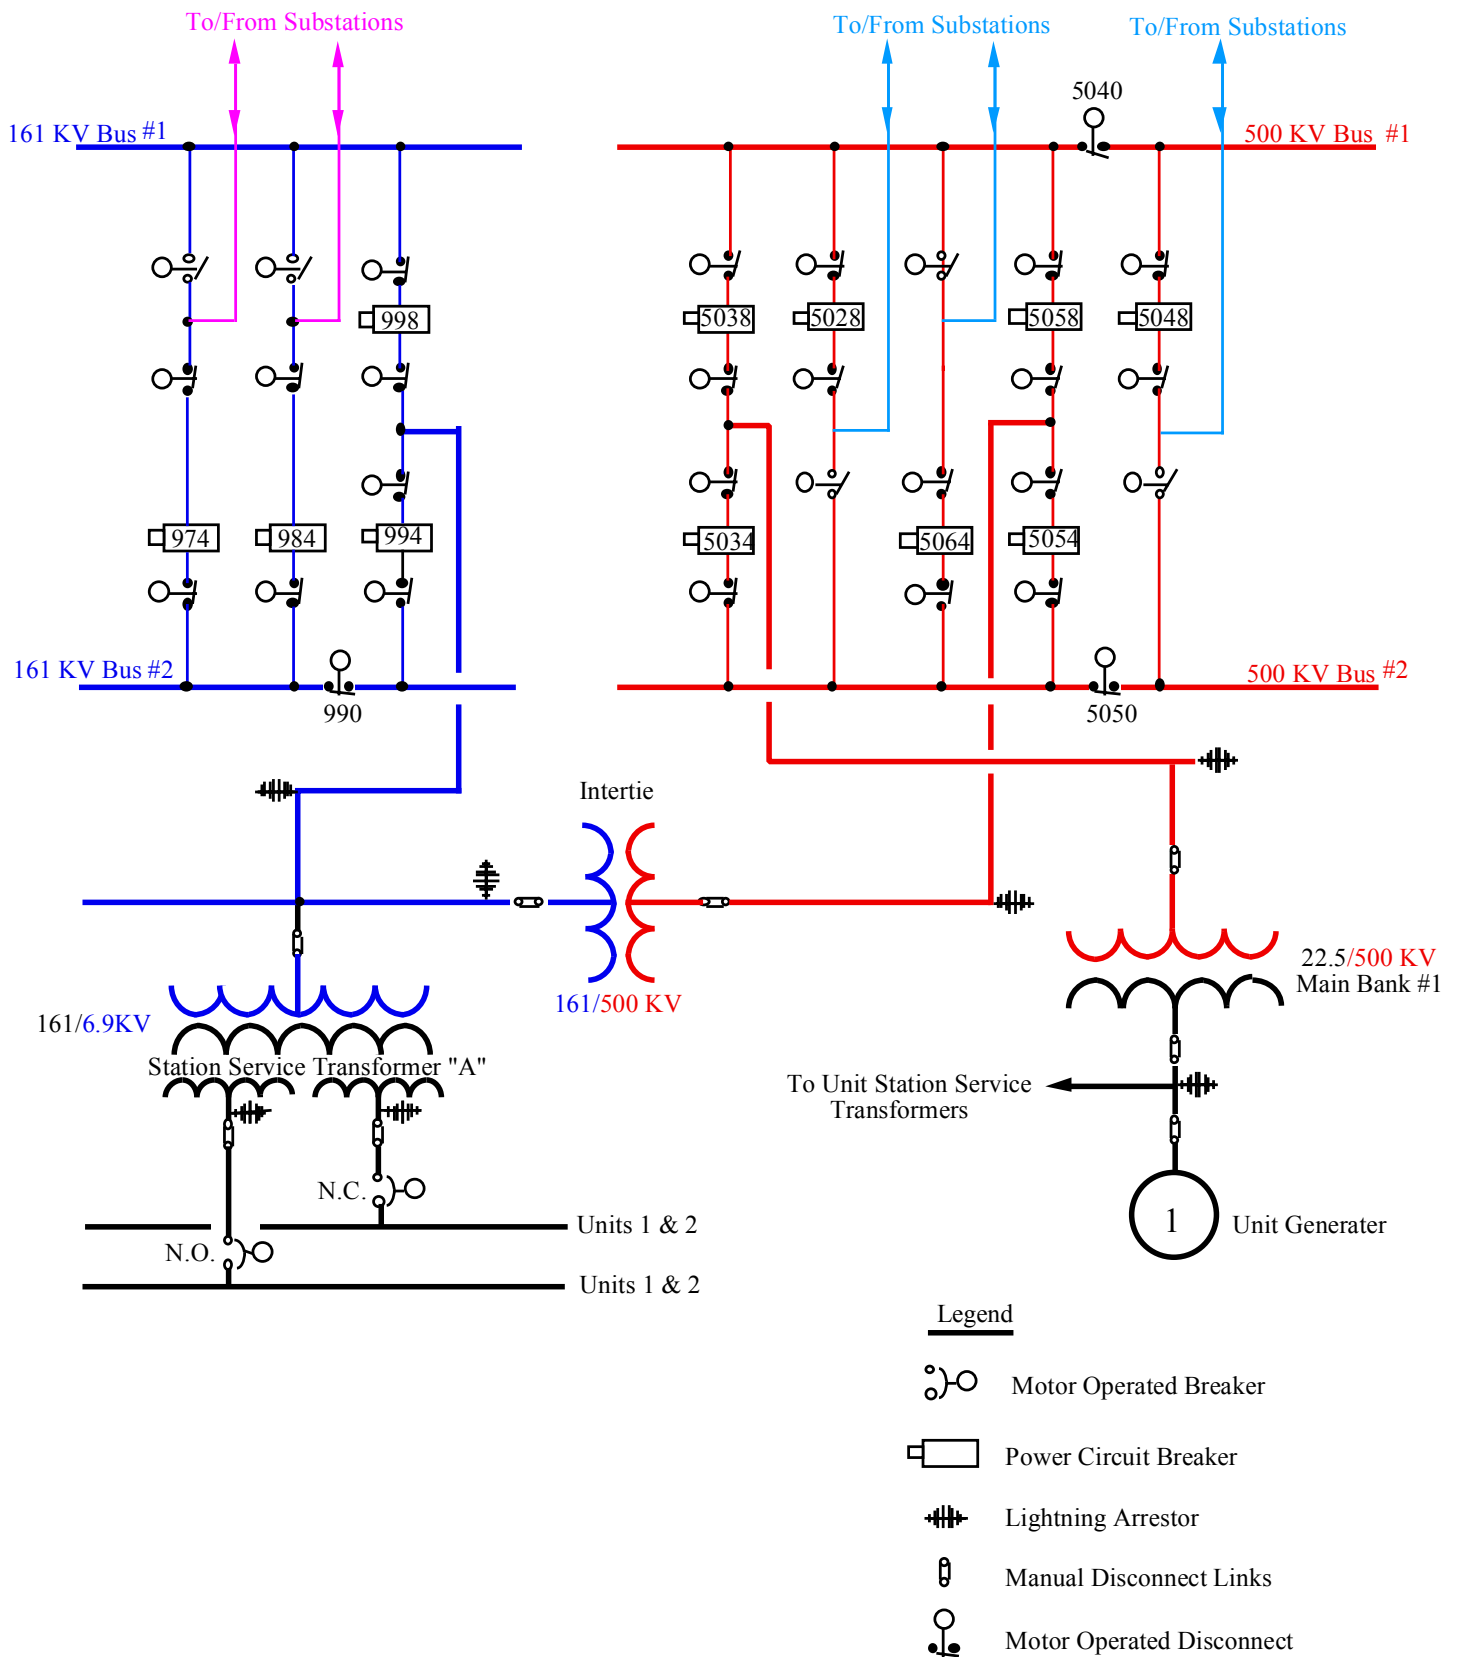 To/From Substations
To/From Substations
To/From Substations
5040
161 KV Bus #1
500 KV Bus #1
998
5038
5028
5058
5048
974
984
994
5034
5064
5054
161 KV Bus #2
990
500 KV Bus #2
5050
Intertie
161/500 KV
22.5/500 KV
Main Bank #1
161/6.9KV
Station Service Transformer "A"
To Unit Station Service
Transformers
N.C.
Units 1 & 2
N.O.
Units 1 & 2
1
Unit Generater
Legend
Motor Operated Breaker
Power Circuit Breaker
Lightning Arrestor
Manual Disconnect Links
Motor Operated Disconnect